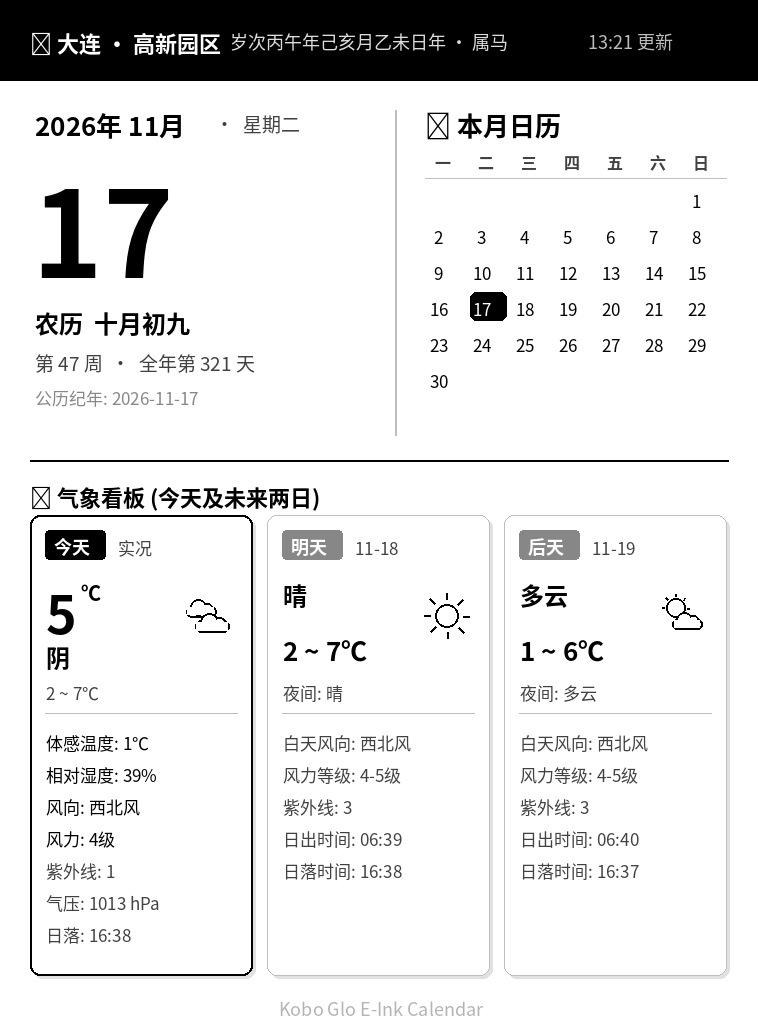 大连 · 高新园区 岁次丙午年己亥月乙未日年 · 属马 13:21 更新
2026年 11月 · 星期二
17
农历 十月初九
第 47 周 · 全年第 321 天
公历纪年: 2026-11-17
本月日历
一 二 三 四 五 六 日
1
2 3 4 5 6 7 8
9 10 11 12 13 14 15
16 17 18 19 20 21 22
23 24 25 26 27 28 29
30
气象看板 (今天及未来两日)
今天 实况
5 ℃
阴
2 ~ 7℃
体感温度: 1℃
相对湿度: 39%
风向: 西北风
风力: 4级
紫外线: 1
气压: 1013 hPa
日落: 16:38
明天 11-18
晴
2 ~ 7℃
夜间: 晴
白天风向: 西北风
风力等级: 4-5级
紫外线: 3
日出时间: 06:39
日落时间: 16:38
后天 11-19
多云
1 ~ 6℃
夜间: 多云
白天风向: 西北风
风力等级: 4-5级
紫外线: 3
日出时间: 06:40
日落时间: 16:37
Kobo Glo E-Ink Calendar